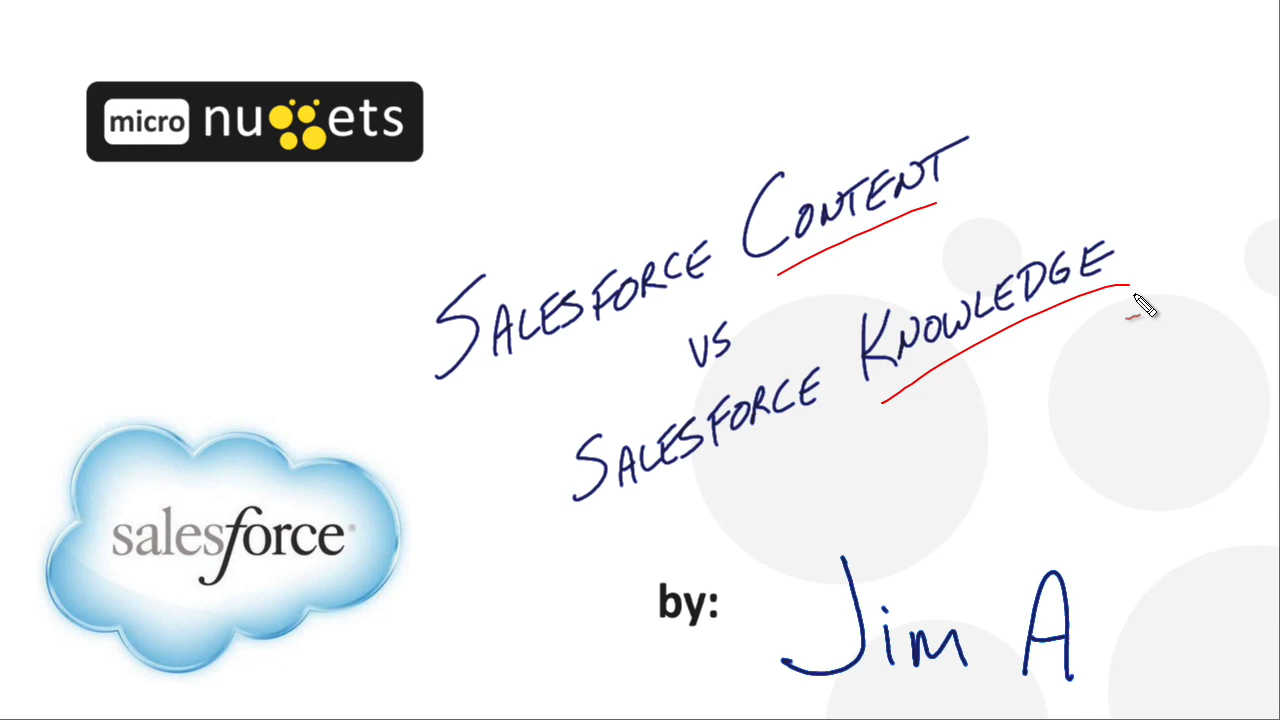 micro nuggets
SALESFORCE CONTENT
VS
SALESFORCE KNOWLEDGE
salesforce®
by: Jim A